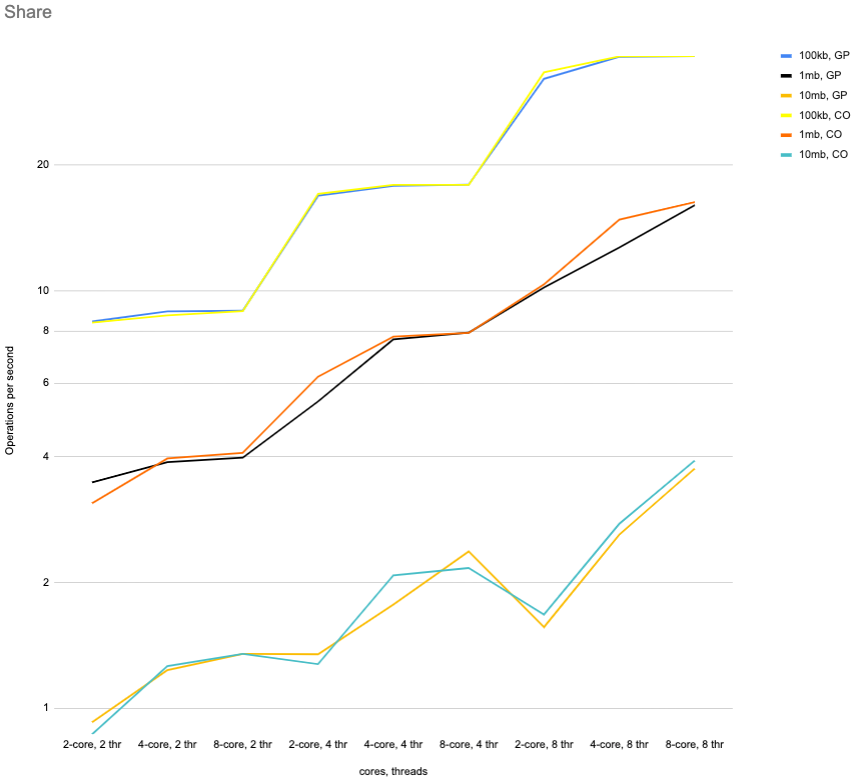 Share
100kb, GP
1mb, GP
10mb, GP
100kb, CO
1mb, CO
10mb, CO
20
10
8
6
4
2
1
Operations per second
2-core, 2 thr
4-core, 2 thr
8-core, 2 thr
2-core, 4 thr
4-core, 4 thr
8-core, 4 thr
2-core, 8 thr
4-core, 8 thr
8-core, 8 thr
cores, threads